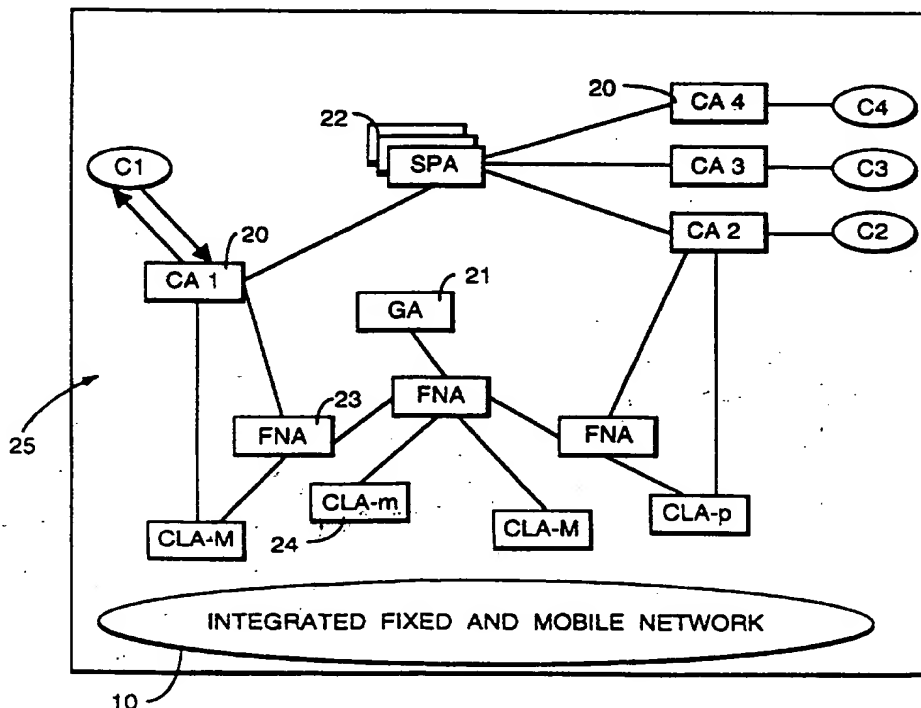 20
CA 4
C4
22
SPA
CA 3
C3
C1
20
CA 2
C2
CA 1
21
GA
FNA
23
FNA
FNA
25
CLA-m
CLA-p
CLA-M
24
CLA-M
INTEGRATED FIXED AND MOBILE NETWORK
10